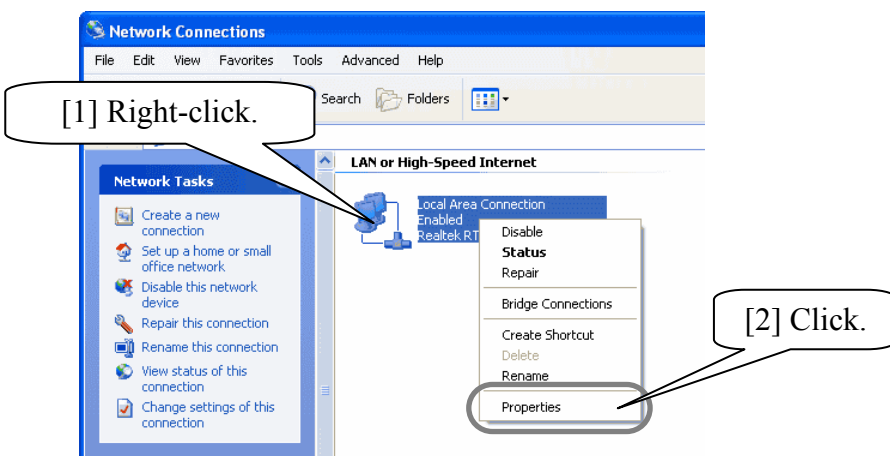 Network Connections
File Edit View Favorites Tools Advanced Help
[1] Right-click.
Search Folders
LAN or High-Speed Internet
Network Tasks
Create a new
connection
Set up a home or small
office network
Disable this network
device
Repair this connection
Rename this connection
View status of this
connection
Change settings of this
connection
Local Area Connection
Enabled
Realtek RT
Disable
Status
Repair
Bridge Connections
Create Shortcut
Delete
Rename
Properties
[2] Click.